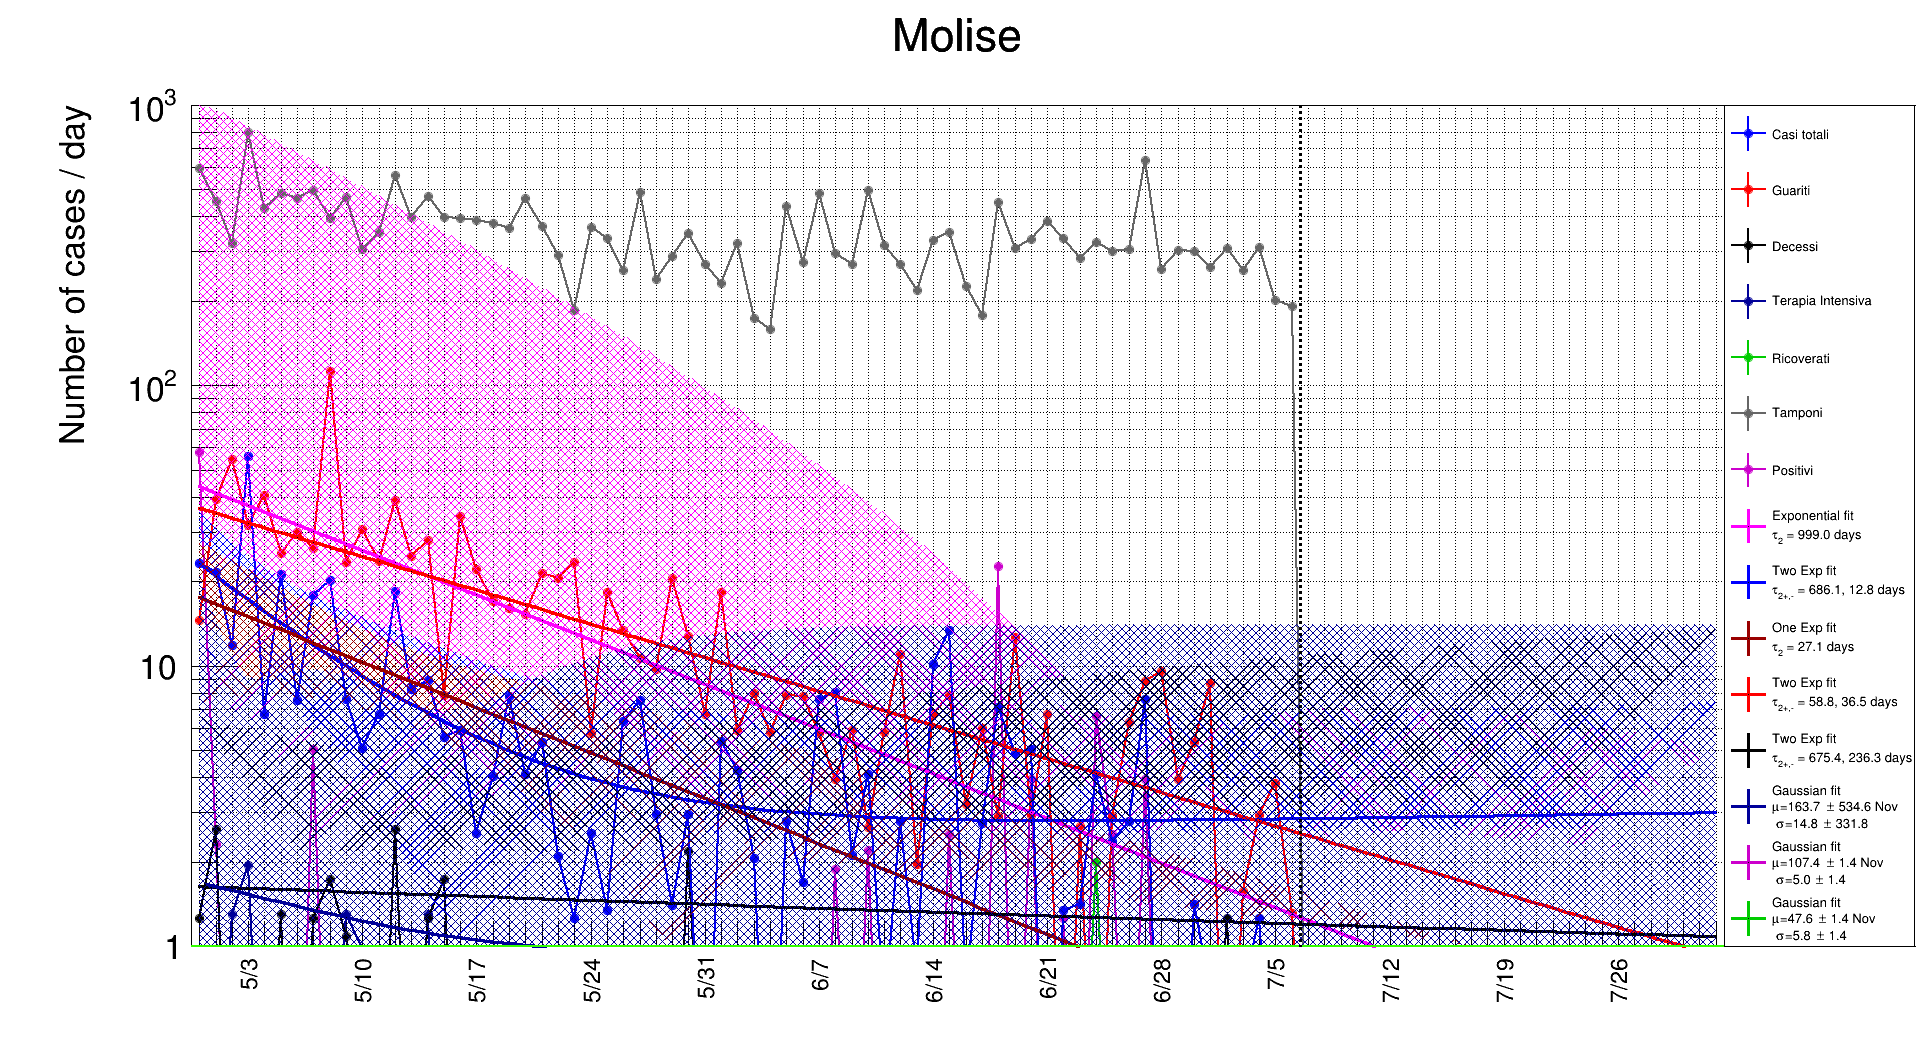 Molise
Number of cases / day
10³
10²
10
1
5/3
5/10
5/17
5/24
5/31
6/7
6/14
6/21
6/28
7/5
7/12
7/19
7/26
Casi totali
Guariti
Decessi
Terapia Intensiva
Ricoverati
Tamponi
Positivi
Exponential fit
τ₂ = 999.0 days
Two Exp fit
τ₂₊,₋ = 686.1, 12.8 days
One Exp fit
τ₂ = 27.1 days
Two Exp fit
τ₂₊,₋ = 58.8, 36.5 days
Two Exp fit
τ₂₊,₋ = 675.4, 236.3 days
Gaussian fit
μ=163.7 ± 534.6 Nov
σ=14.8 ± 331.8
Gaussian fit
μ=107.4 ± 1.4 Nov
σ=5.0 ± 1.4
Gaussian fit
μ=47.6 ± 1.4 Nov
σ=5.8 ± 1.4